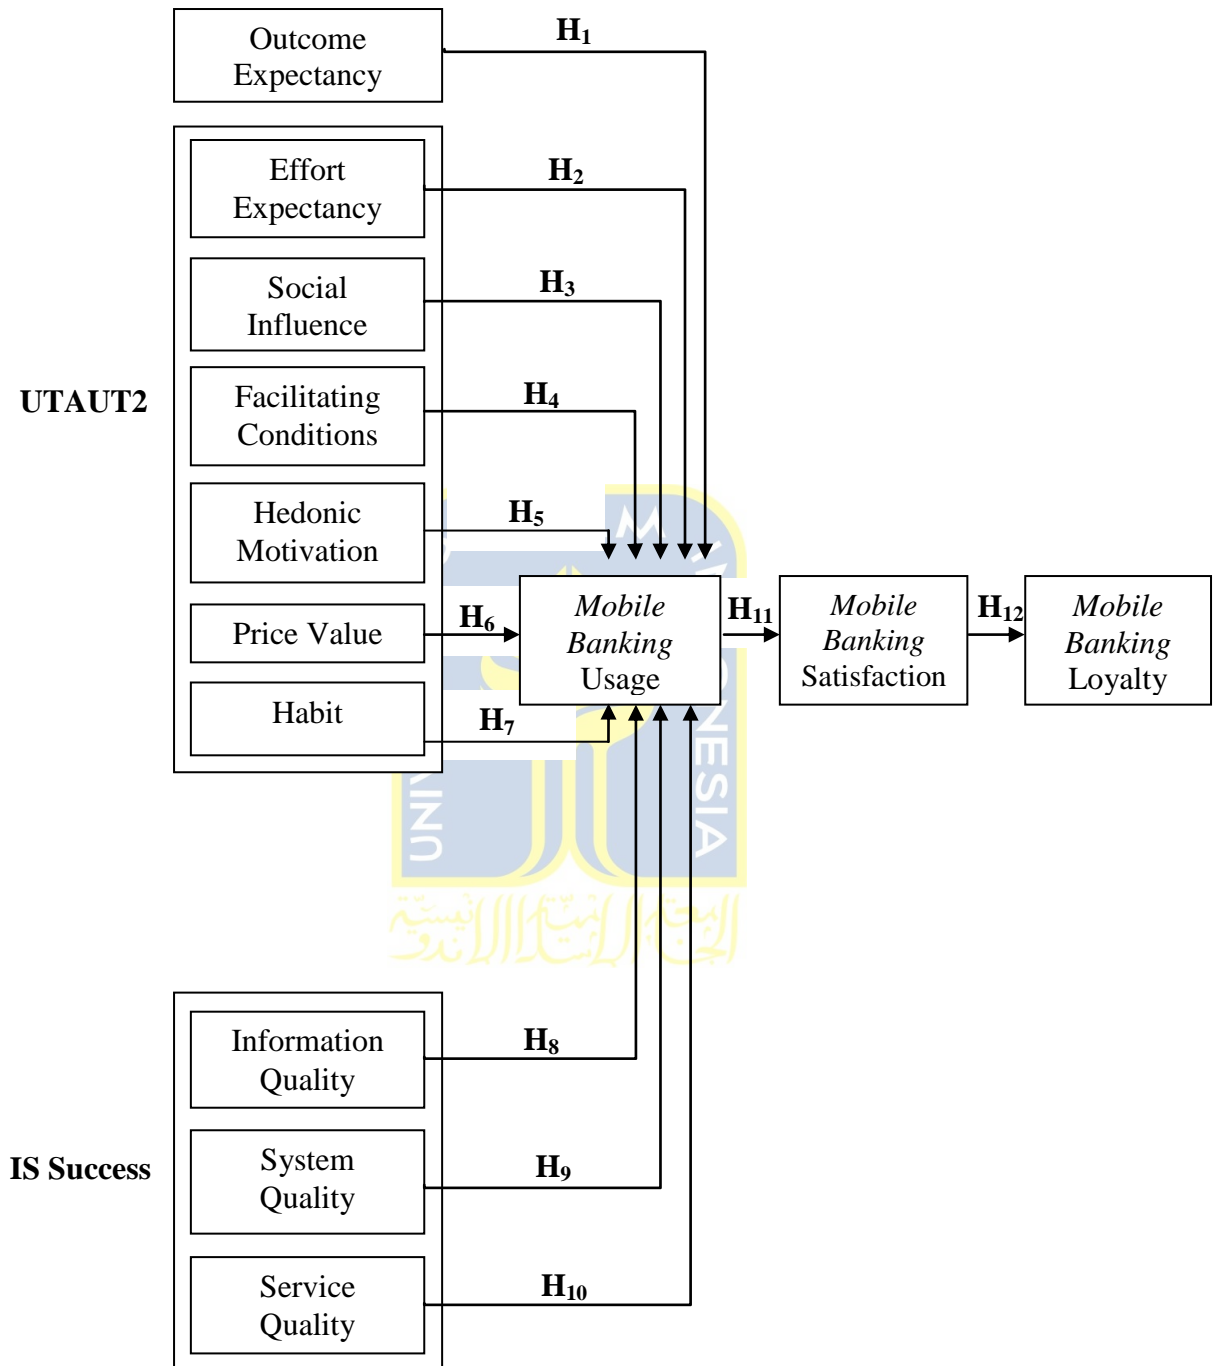 Outcome
Expectancy
H1
Effort
Expectancy
H2
Social
Influence
H3
UTAUT2
Facilitating
Conditions
H4
Hedonic
Motivation
H5
Price Value
H6
Habit
H7
Mobile
Banking
Usage
H11
Mobile
Banking
Satisfaction
H12
Mobile
Banking
Loyalty
Information
Quality
H8
IS Success
System
Quality
H9
Service
Quality
H10